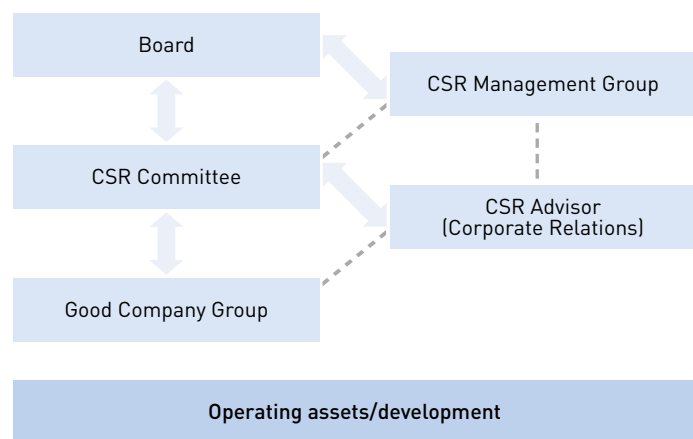 Board
CSR Management Group
CSR Committee
CSR Advisor
(Corporate Relations)
Good Company Group
Operating assets/development